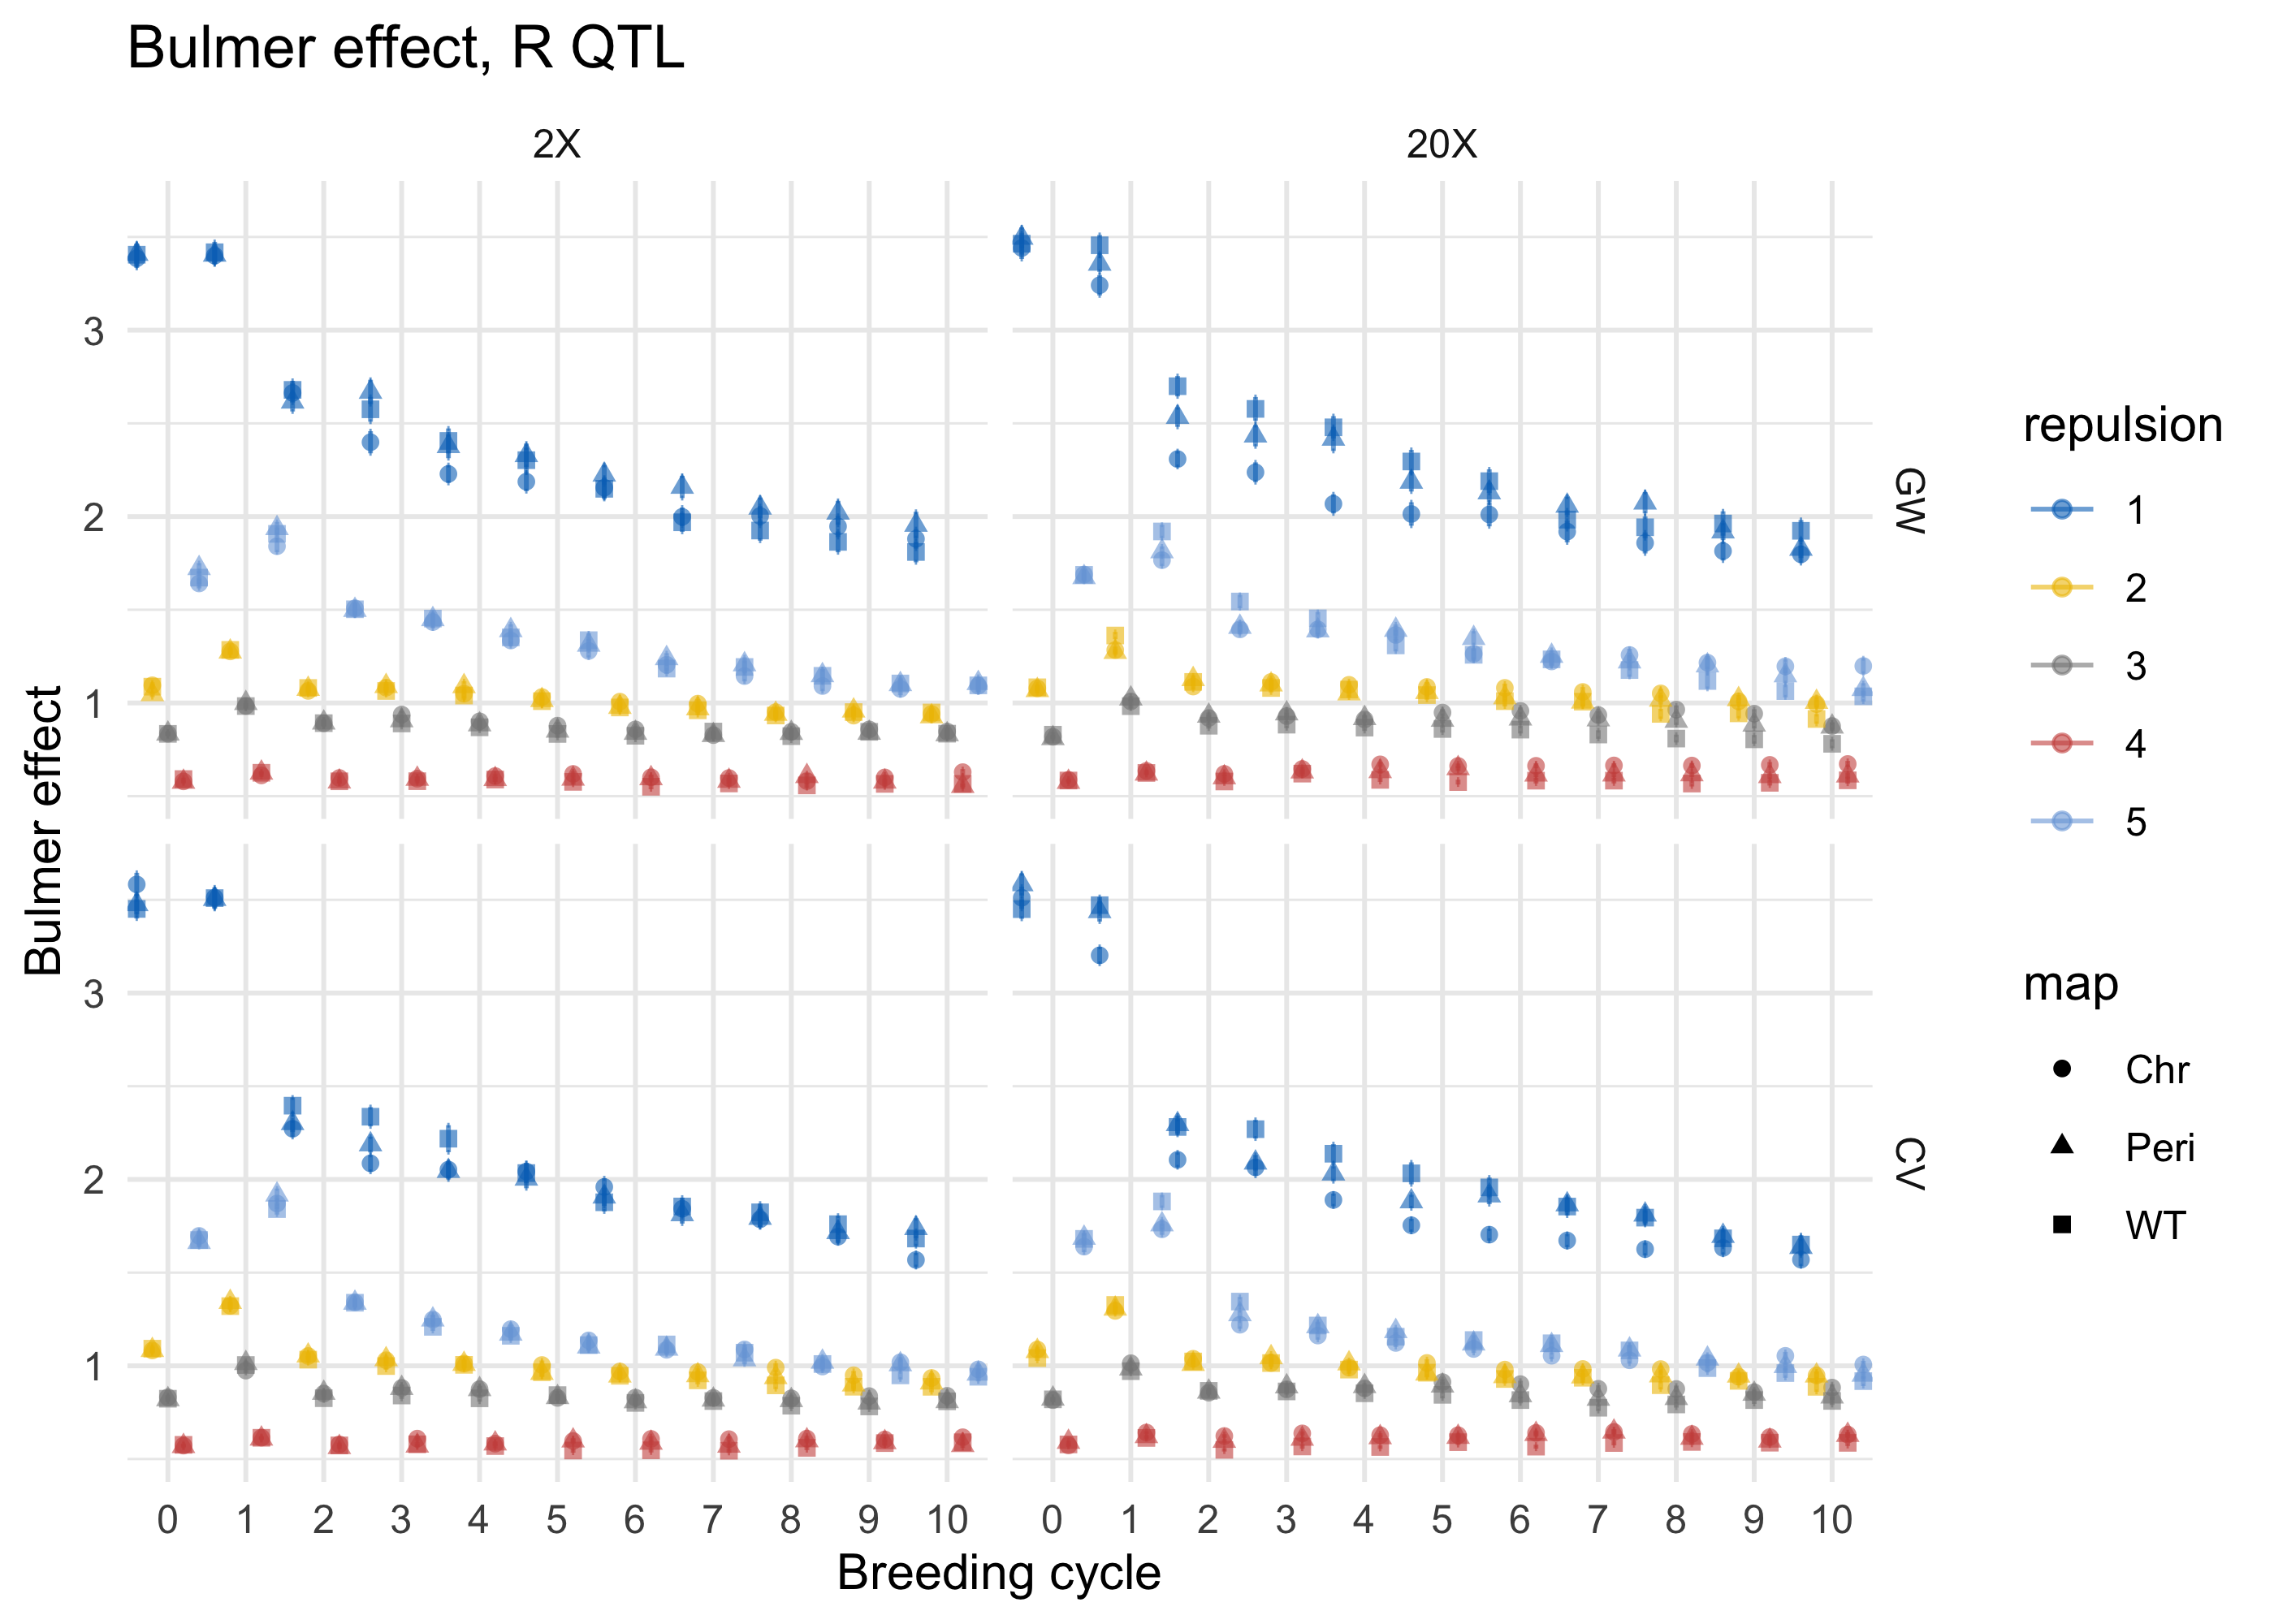 Bulmer effect, R QTL
2X
20X
3
2
1
GW
3
2
1
CV
Bulmer effect
0 1 2 3 4 5 6 7 8 9 10
0 1 2 3 4 5 6 7 8 9 10
Breeding cycle
repulsion
1
2
3
4
5
map
Chr
Peri
WT